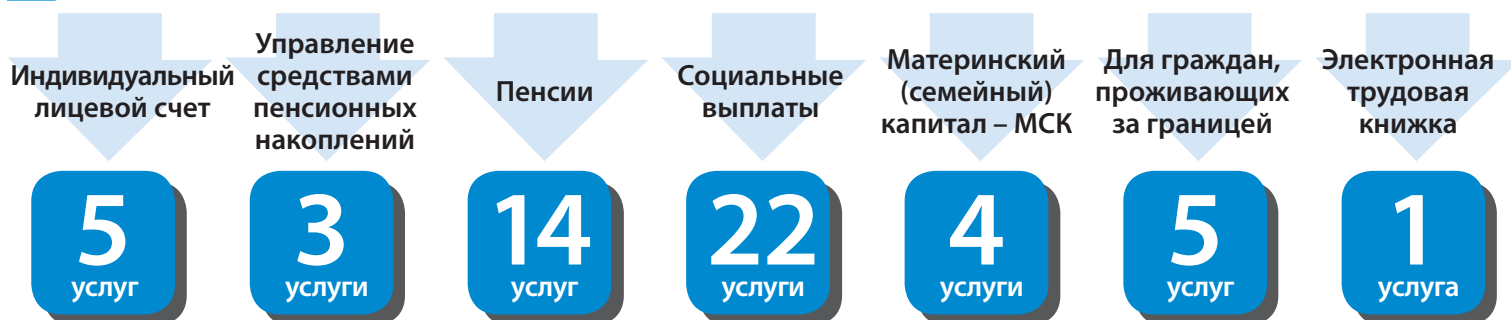 Индивидуальный
лицевой счет
5
услуг
Управление
средствами
пенсионных
накоплений
3
услуги
Пенсии
14
услуг
Социальные
выплаты
22
услуги
Материнский
(семейный)
капитал – МСК
4
услуги
Для граждан,
проживающих
за границей
5
услуг
Электронная
трудовая
книжка
1
услуга